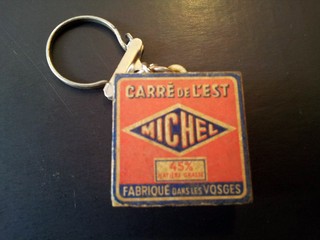 CARRÉ DE L'EST
MICHEL
45%
FABRIQUÉ DANS LES VOSGES